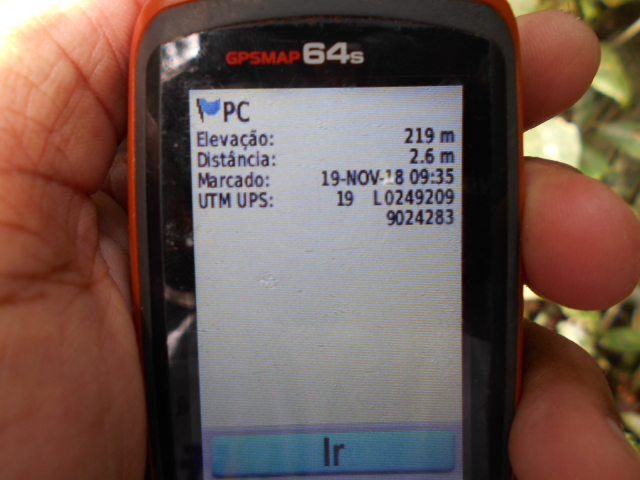 GPSMAP 64s
PC
Elevação: 219 m
Distância: 2.6 m
Marcado: 19-NOV-18 09:35
UTM UPS: 19 L 0249209
9024283
Ir